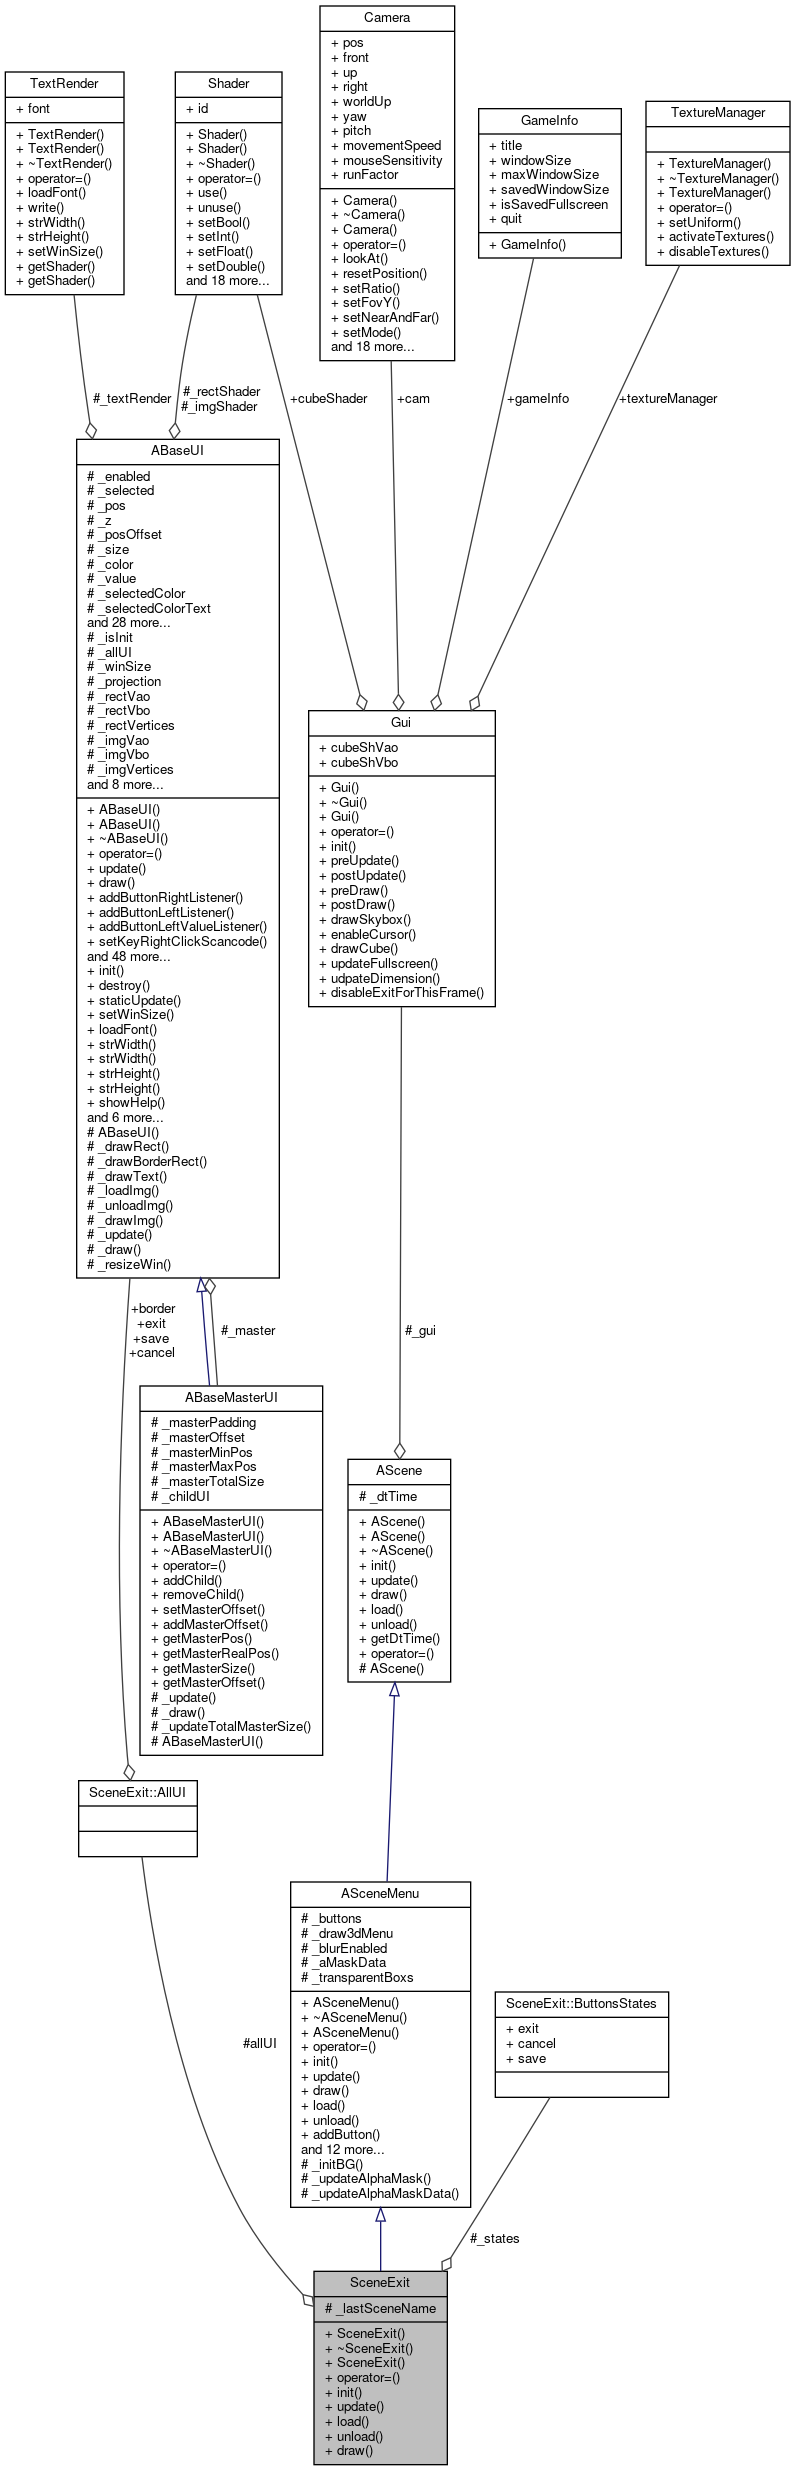 Camera
+ pos
+ front
+ up
+ right
+ worldUp
+ yaw
+ pitch
+ movementSpeed
+ mouseSensitivity
+ runFactor
+ Camera()
+ ~Camera()
+ Camera()
+ operator=()
+ lookAt()
+ resetPosition()
+ setRatio()
+ setFovY()
+ setNearAndFar()
+ setMode()
and 18 more...
TextRender
+ font
+ TextRender()
+ TextRender()
+ ~TextRender()
+ operator=()
+ loadFont()
+ write()
+ strWidth()
+ strHeight()
+ setWinSize()
+ getShader()
+ getShader()
Shader
+ id
+ Shader()
+ Shader()
+ ~Shader()
+ operator=()
+ use()
+ unuse()
+ setBool()
+ setInt()
+ setFloat()
+ setDouble()
and 18 more...
GameInfo
+ title
+ windowSize
+ maxWindowSize
+ savedWindowSize
+ isSavedFullscreen
+ quit
+ GameInfo()
TextureManager
+ TextureManager()
+ ~TextureManager()
+ TextureManager()
+ operator=()
+ setUniform()
+ activateTextures()
+ disableTextures()
#_textRender
#_rectShader
#_imgShader
+cubeShader
+cam
+gameInfo
+textureManager
ABaseUI
# _enabled
# _selected
# _pos
# _z
# _posOffset
# _size
# _color
# _value
# _selectedColor
# _selectedColorText
and 28 more...
# _isInit
# _allUI
# _winSize
# _projection
# _rectVao
# _rectVbo
# _rectVertices
# _imgVao
# _imgVbo
# _imgVertices
and 8 more...
+ ABaseUI()
+ ABaseUI()
+ ~ABaseUI()
+ operator=()
+ update()
+ draw()
+ addButtonRightListener()
+ addButtonLeftListener()
+ addButtonLeftValueListener()
+ setKeyRightClickScancode()
and 48 more...
+ init()
+ destroy()
+ staticUpdate()
+ setWinSize()
+ loadFont()
+ strWidth()
+ strWidth()
+ strHeight()
+ strHeight()
+ showHelp()
and 6 more...
# ABaseUI()
# _drawRect()
# _drawBorderRect()
# _drawText()
# _loadImg()
# _unloadImg()
# _drawImg()
# _update()
# _draw()
# _resizeWin()
Gui
+ cubeShVao
+ cubeShVbo
+ Gui()
+ ~Gui()
+ Gui()
+ operator=()
+ init()
+ preUpdate()
+ postUpdate()
+ preDraw()
+ postDraw()
+ drawSkybox()
+ enableCursor()
+ drawCube()
+ updateFullscreen()
+ udpateDimension()
+ disableExitForThisFrame()
+border
+exit
+save
+cancel
#_master
#_gui
ABaseMasterUI
# _masterPadding
# _masterOffset
# _masterMinPos
# _masterMaxPos
# _masterTotalSize
# _childUI
+ ABaseMasterUI()
+ ABaseMasterUI()
+ ~ABaseMasterUI()
+ operator=()
+ addChild()
+ removeChild()
+ setMasterOffset()
+ addMasterOffset()
+ getMasterPos()
+ getMasterRealPos()
+ getMasterSize()
+ getMasterOffset()
# _update()
# _draw()
# _updateTotalMasterSize()
# ABaseMasterUI()
AScene
# _dtTime
+ AScene()
+ AScene()
+ ~AScene()
+ init()
+ update()
+ draw()
+ load()
+ unload()
+ getDtTime()
+ operator=()
# AScene()
SceneExit::AllUI
ASceneMenu
# _buttons
# _draw3dMenu
# _blurEnabled
# _aMaskData
# _transparentBoxs
+ ASceneMenu()
+ ~ASceneMenu()
+ ASceneMenu()
+ operator=()
+ init()
+ update()
+ draw()
+ load()
+ unload()
+ addButton()
and 12 more...
# _initBG()
# _updateAlphaMask()
# _updateAlphaMaskData()
SceneExit::ButtonsStates
+ exit
+ cancel
+ save
#allUI
#_states
SceneExit
# _lastSceneName
+ SceneExit()
+ ~SceneExit()
+ SceneExit()
+ operator=()
+ init()
+ update()
+ load()
+ unload()
+ draw()